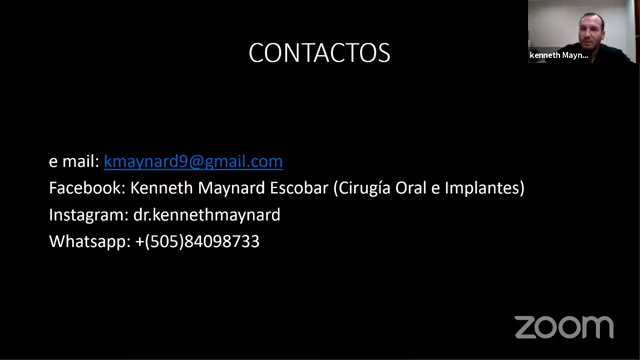 CONTACTOS
kenneth Mayn...
e mail: kmaynard9@gmail.com
Facebook: Kenneth Maynard Escobar (Cirugía Oral e Implantes)
Instagram: dr.kennethmaynard
Whatsapp: +(505)84098733
zoom